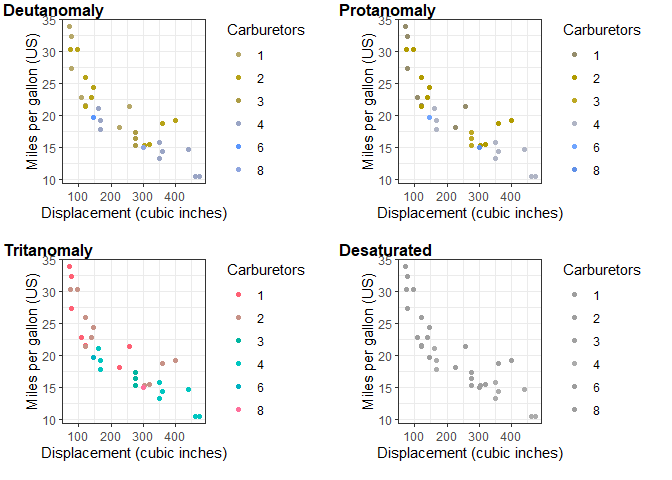 Deutanomaly
Miles per gallon (US)
35
30
25
20
15
10
100 200 300 400
Displacement (cubic inches)
Carburetors
1
2
3
4
6
8
Protanomaly
Miles per gallon (US)
35
30
25
20
15
10
100 200 300 400
Displacement (cubic inches)
Carburetors
1
2
3
4
6
8
Tritanomaly
Miles per gallon (US)
35
30
25
20
15
10
100 200 300 400
Displacement (cubic inches)
Carburetors
1
2
3
4
6
8
Desaturated
Miles per gallon (US)
35
30
25
20
15
10
100 200 300 400
Displacement (cubic inches)
Carburetors
1
2
3
4
6
8